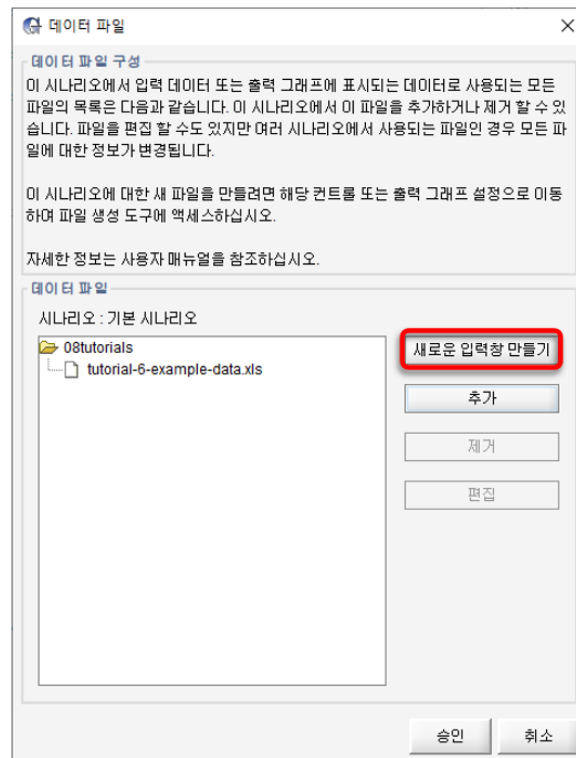 데이터 파일
데이터 파일 구성
이 시나리오에서 입력 데이터 또는 출력 그래프에 표시되는 데이터로 사용되는 모든
파일의 목록은 다음과 같습니다. 이 시나리오에서 이 파일을 추가하거나 제거 할 수 있
습니다. 파일을 편집 할 수도 있지만 여러 시나리오에서 사용되는 파일인 경우 모든 파
일에 대한 정보가 변경됩니다.
이 시나리오에 대한 새 파일을 만들려면 해당 컨트롤 또는 출력 그래프 설정으로 이동
하여 파일 생성 도구에 액세스하십시오.
자세한 정보는 사용자 매뉴얼을 참조하십시오.
데이터 파일
시나리오 : 기본 시나리오
08tutorials
tutorial-6-example-data.xls
새로운 입력창 만들기
추가
제거
편집
승인
취소